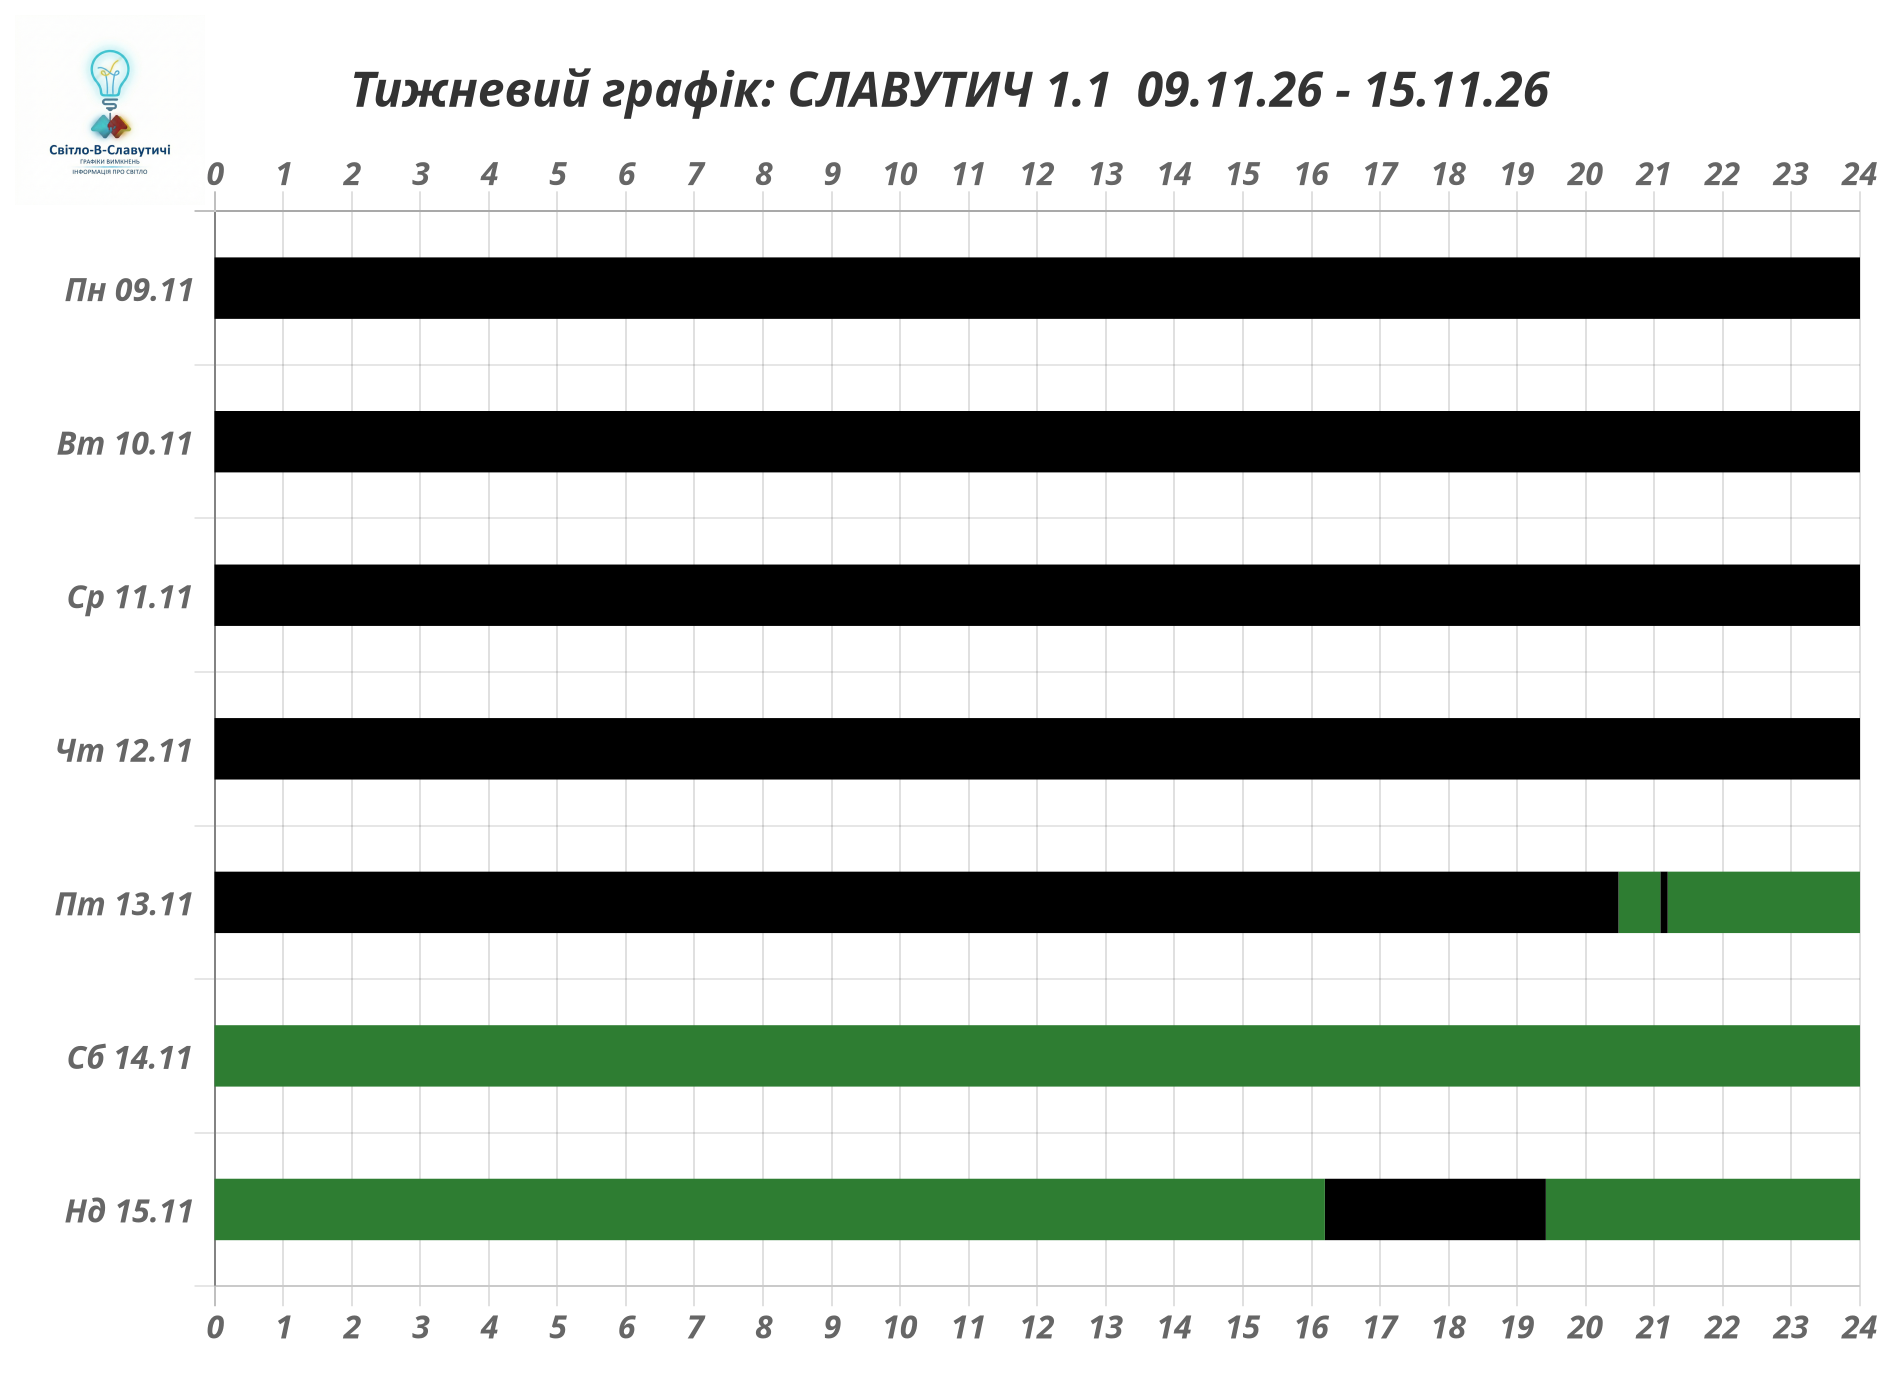 Тижневий графік: СЛАВУТИЧ 1.1 09.11.26 - 15.11.26
Світло-В-Славутичі
ГРАФІКИ ВИМКНЕНЬ
ІНФОРМАЦІЯ ПРО СВІТЛО
0 1 2 3 4 5 6 7 8 9 10 11 12 13 14 15 16 17 18 19 20 21 22 23 24
Пн 09.11
Вт 10.11
Ср 11.11
Чт 12.11
Пт 13.11
Сб 14.11
Нд 15.11
0 1 2 3 4 5 6 7 8 9 10 11 12 13 14 15 16 17 18 19 20 21 22 23 24